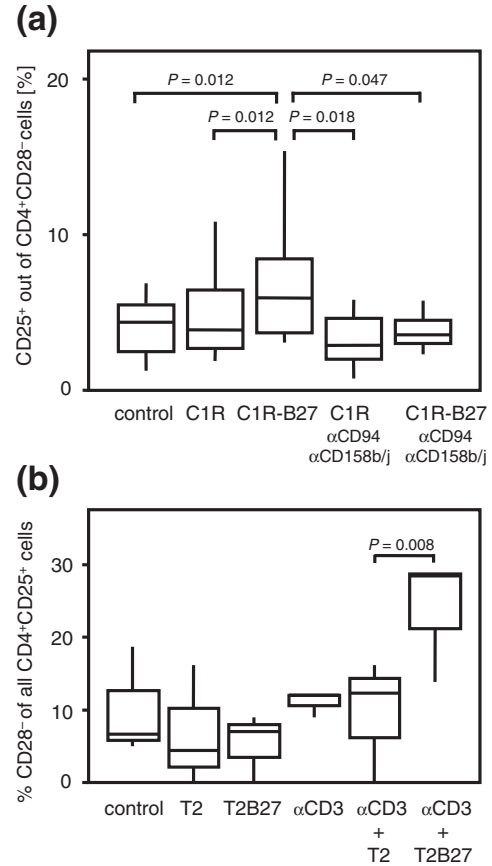 (a)
CD25⁺ out of CD4⁺CD28⁻cells [%]
20
10
0
P = 0.012
P = 0.047
P = 0.012
P = 0.018
control C1R C1R-B27 C1R C1R-B27
αCD94 αCD94
αCD158b/j αCD158b/j
(b)
% CD28⁻ of all CD4⁺CD25⁺ cells
30
20
10
0
P = 0.008
control T2 T2B27 αCD3 αCD3 αCD3
+ +
T2 T2B27